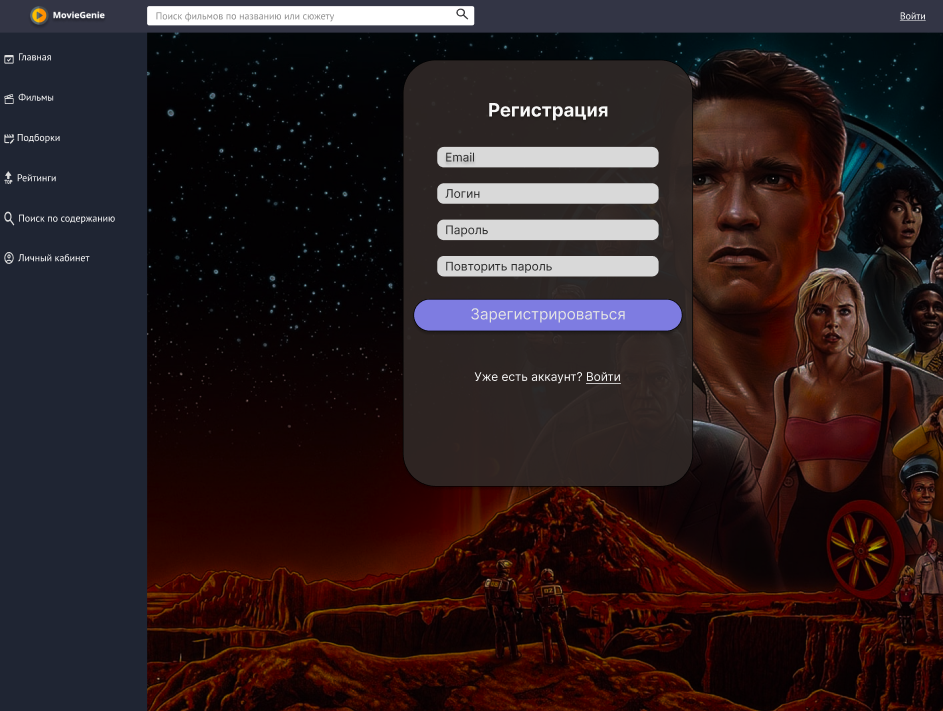 MovieGenie
Поиск фильмов по названию или сюжету
Войти
Главная
Фильмы
Подборки
Рейтинги
Поиск по содержанию
Личный кабинет
Регистрация
Email
Логин
Пароль
Повторить пароль
Зарегистрироваться
Уже есть аккаунт? Войти